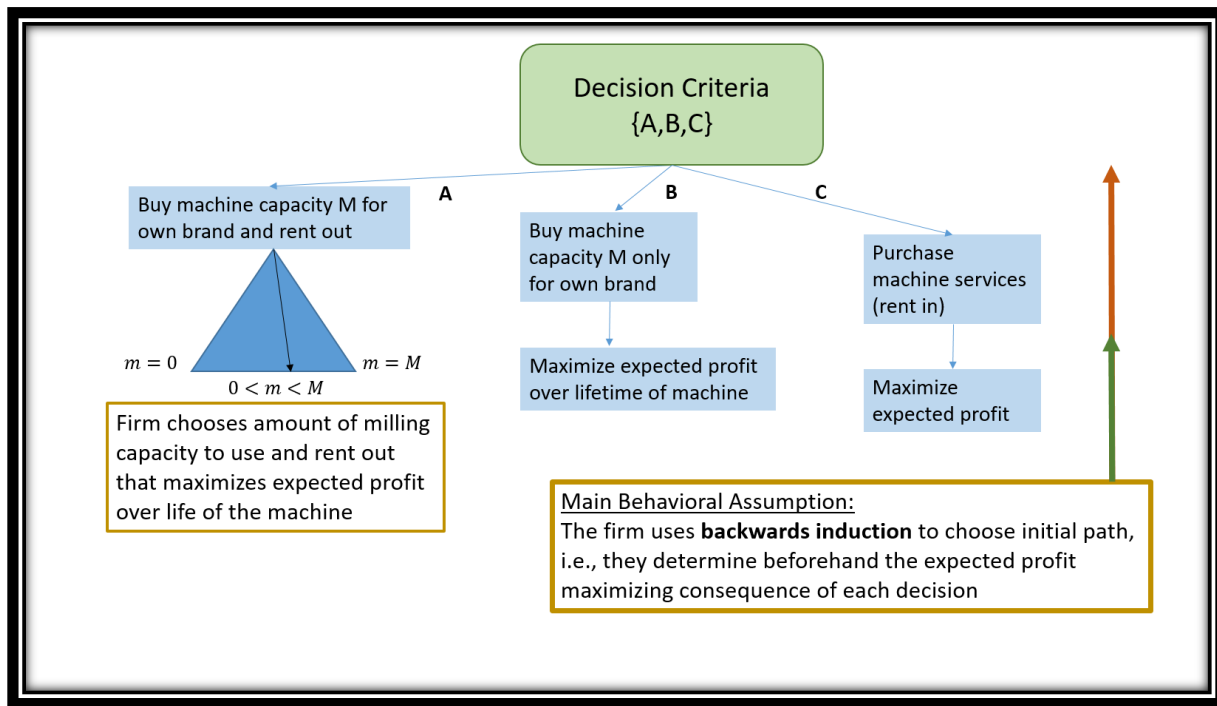 Decision Criteria
{A,B,C}
A
B
C
Buy machine capacity M for
own brand and rent out
m = 0
m = M
0 < m < M
Firm chooses amount of milling
capacity to use and rent out
that maximizes expected profit
over life of the machine
Buy machine
capacity M only
for own brand
Maximize expected profit
over lifetime of machine
Purchase
machine services
(rent in)
Maximize
expected profit
Main Behavioral Assumption:
The firm uses backwards induction to choose initial path,
i.e., they determine beforehand the expected profit
maximizing consequence of each decision